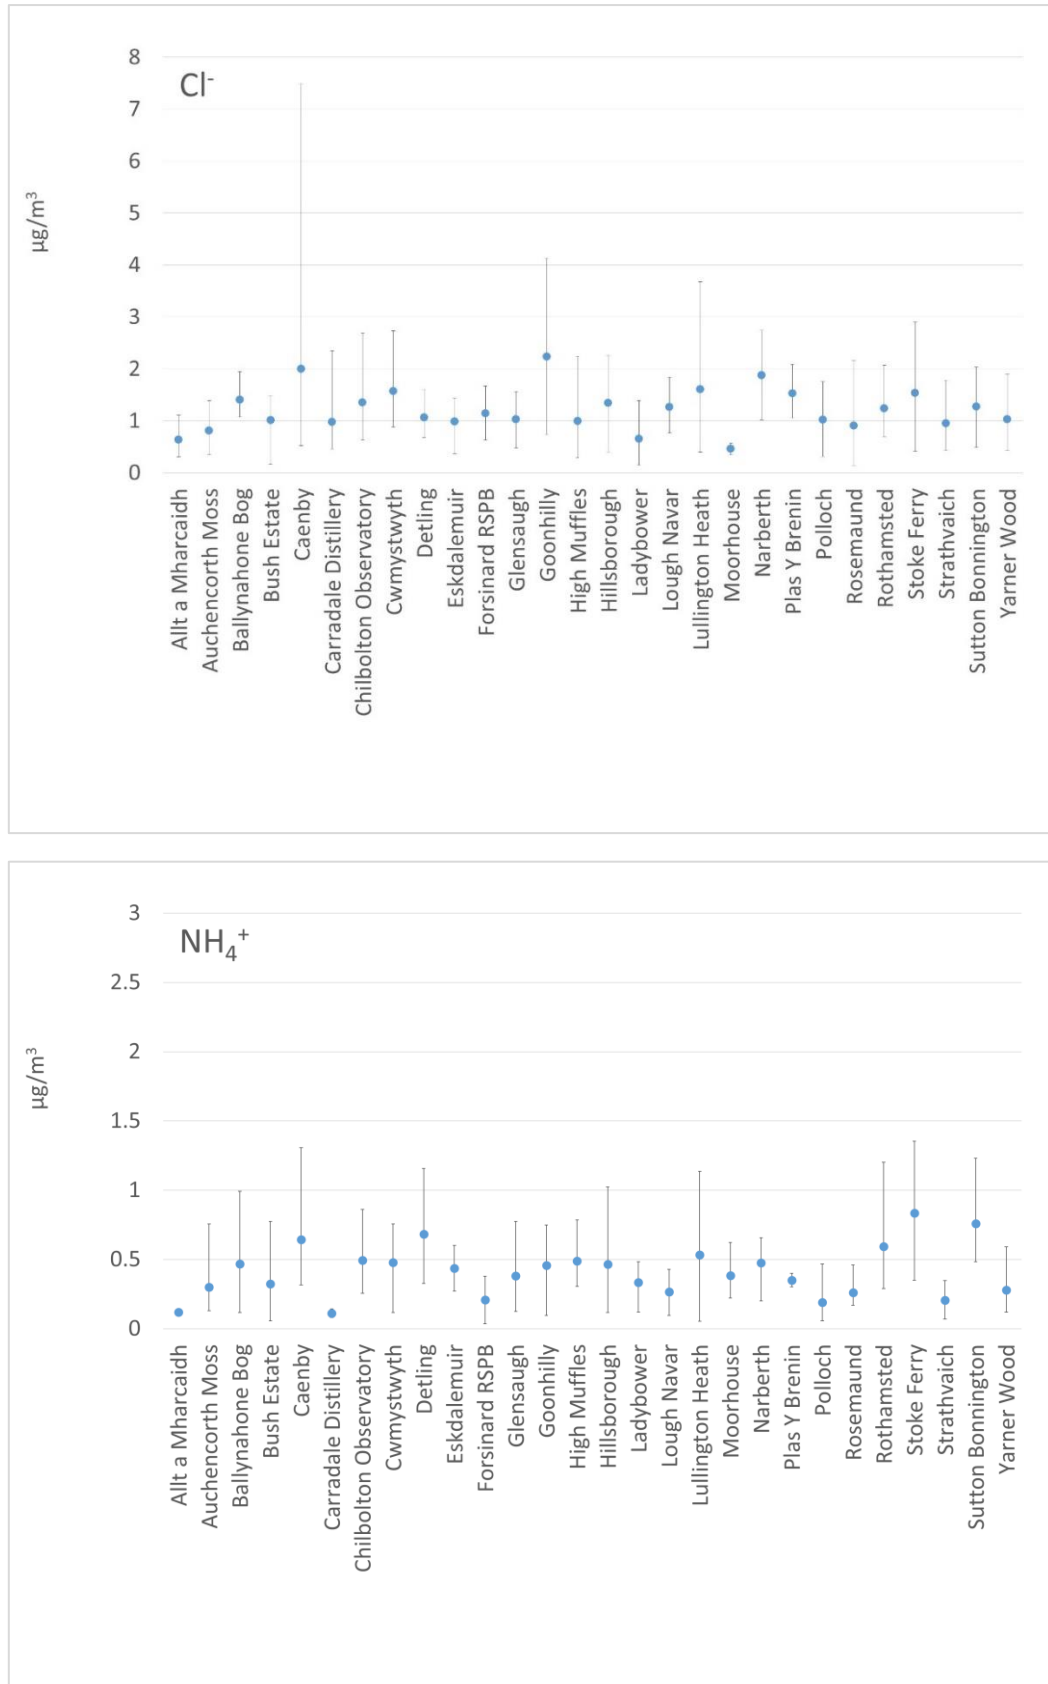 8
Cl⁻
7
6
5
µg/m³
4
3
2
1
0
Allt a Mharcaidh
Auchencorth Moss
Ballynahone Bog
Bush Estate
Caenby
Carradale Distillery
Chilbolton Observatory
Cwmystwyth
Detling
Eskdalemuir
Forsinard RSPB
Glensaugh
Goonhilly
High Muffles
Hillsborough
Ladybower
Lough Navar
Lullington Heath
Moorhouse
Narberth
Plas Y Brenin
Polloch
Rosemaund
Rothamsted
Stoke Ferry
Strathvaich
Sutton Bonnington
Yarner Wood
3
NH₄⁺
2.5
2
µg/m³
1.5
1
0.5
0
Allt a Mharcaidh
Auchencorth Moss
Ballynahone Bog
Bush Estate
Caenby
Carradale Distillery
Chilbolton Observatory
Cwmystwyth
Detling
Eskdalemuir
Forsinard RSPB
Glensaugh
Goonhilly
High Muffles
Hillsborough
Ladybower
Lough Navar
Lullington Heath
Moorhouse
Narberth
Plas Y Brenin
Polloch
Rosemaund
Rothamsted
Stoke Ferry
Strathvaich
Sutton Bonnington
Yarner Wood